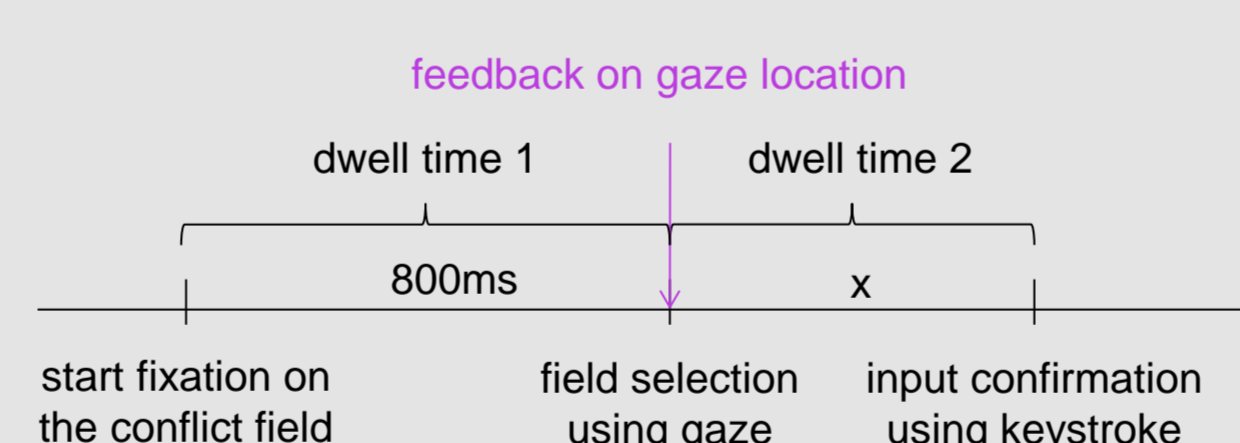 feedback on gaze location
dwell time 1
dwell time 2
800ms
x
start fixation on
the conflict field
field selection
using gaze
input confirmation
using keystroke